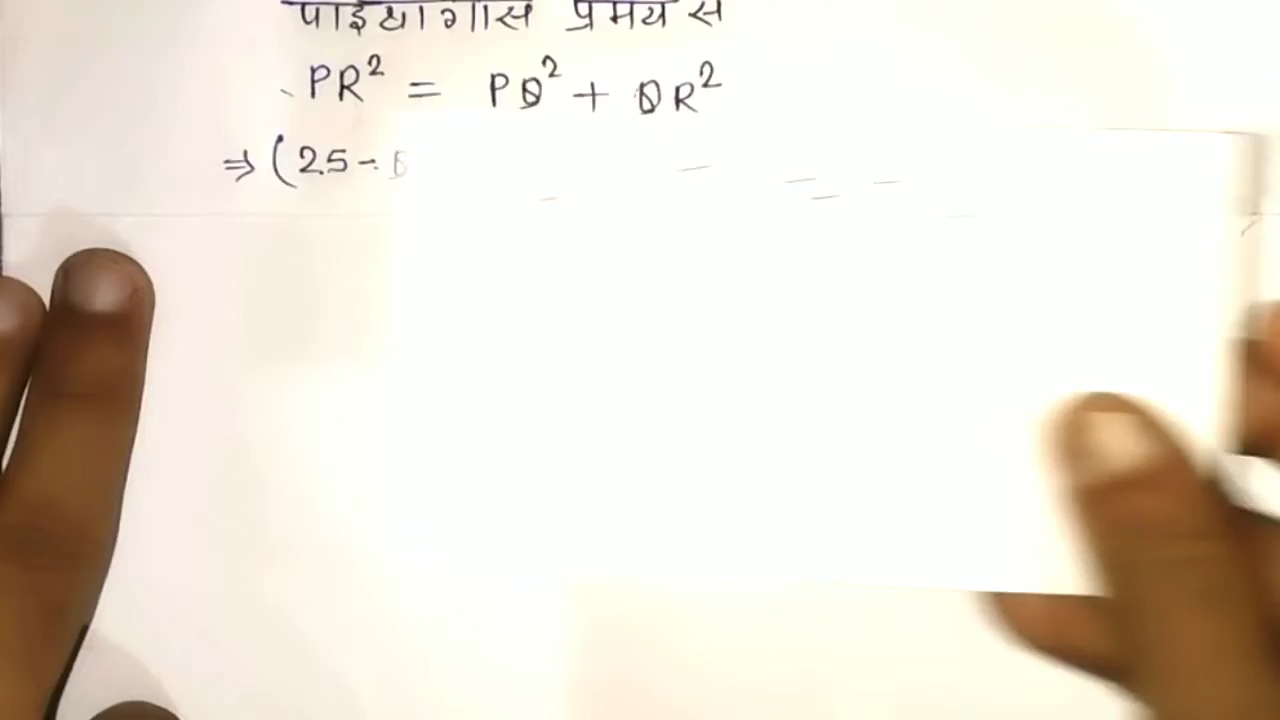 पाइथागोरस प्रमेय से
PR² = PQ² + QR²
⇒ (25 -